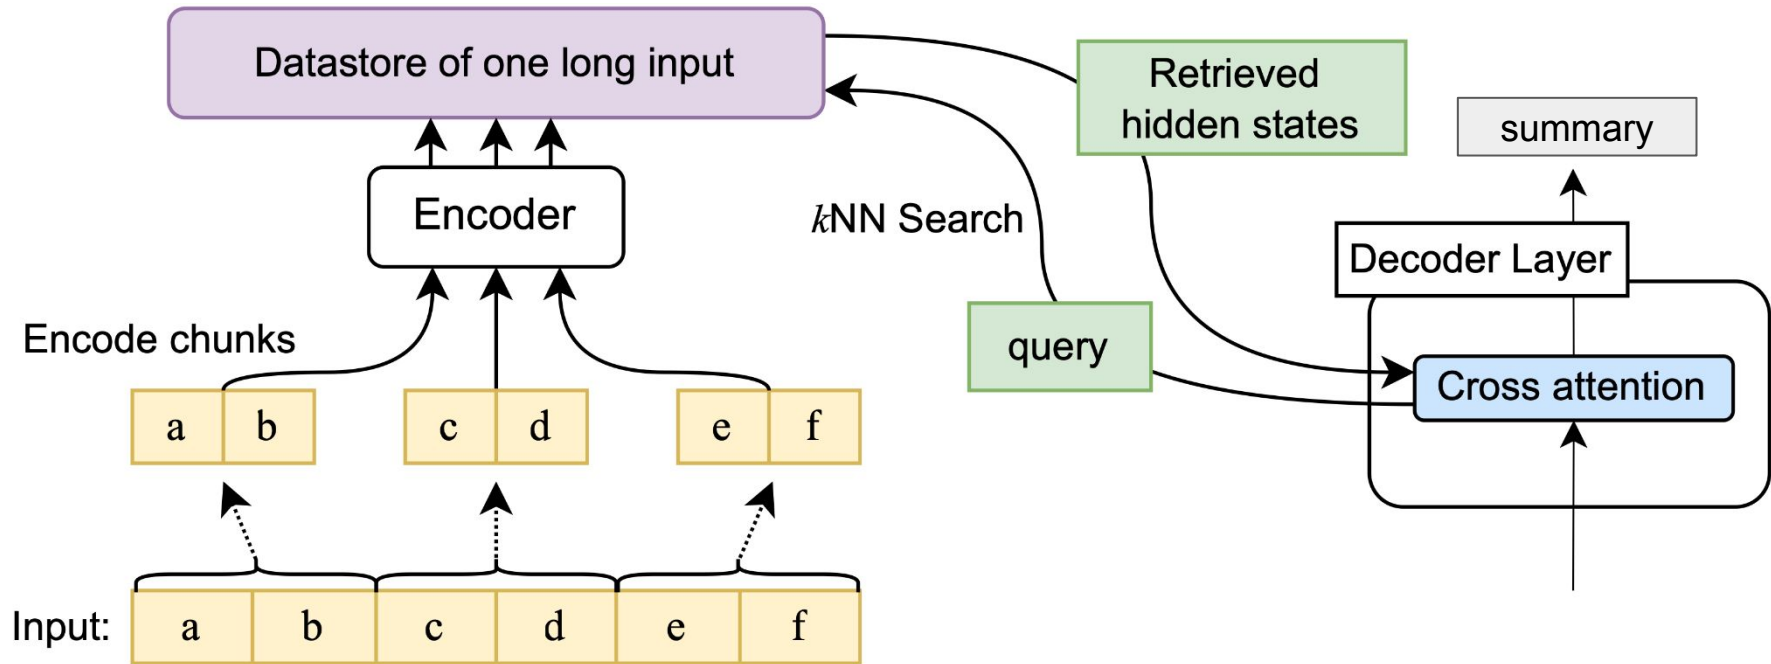 Datastore of one long input
Retrieved
hidden states
summary
Encoder
kNN Search
Decoder Layer
Encode chunks
query
Cross attention
a b c d e f
Input: a b c d e f